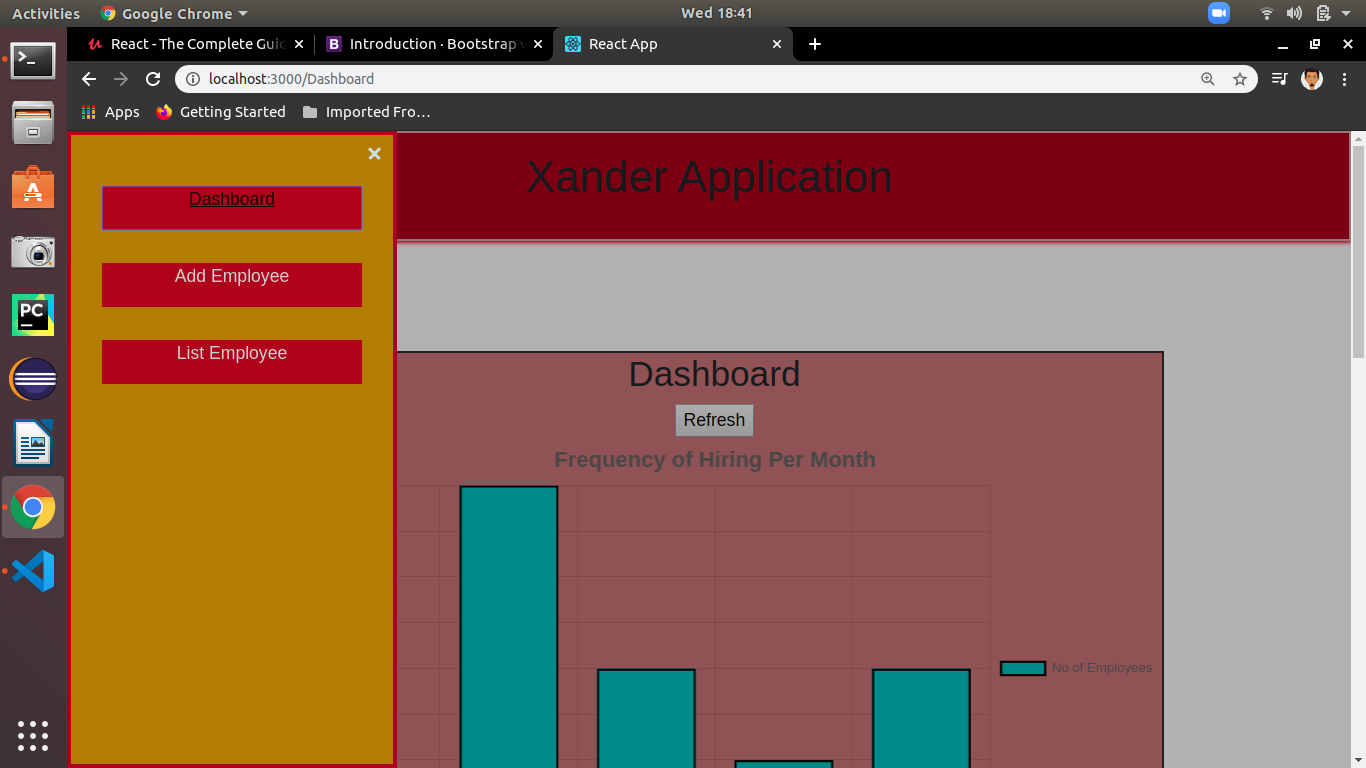 Activities Google Chrome Wed 18:41
React - The Complete Guid Introduction · Bootstrap v React App
localhost:3000/Dashboard
Apps Getting Started Imported Fro…
×
Dashboard
Add Employee
List Employee
Xander Application
Dashboard
Refresh
Frequency of Hiring Per Month
No of Employees
>_
A
PC
B